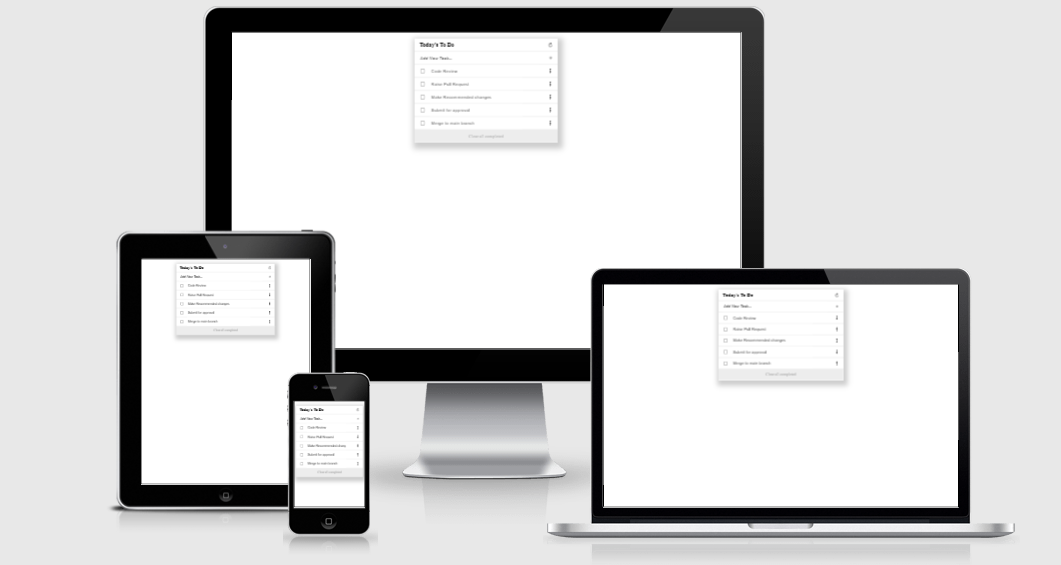 Today's To Do
Add Your Task...
Code Review
Raise Pull Request
Make Recommended changes
Submit for approval
Merge to main branch
Clear all completed
Today's To Do
Add Your Task...
Code Review
Raise Pull Request
Make Recommended changes
Submit for approval
Merge to main branch
Clear all completed
Today's To Do
Add Your Task...
Code Review
Raise Pull Request
Make Recommended changes
Submit for approval
Merge to main branch
Clear all completed
Today's To Do
Add Your Task...
Code Review
Raise Pull Request
Make Recommended chang
Submit for approval
Merge to main branch
Clear all completed